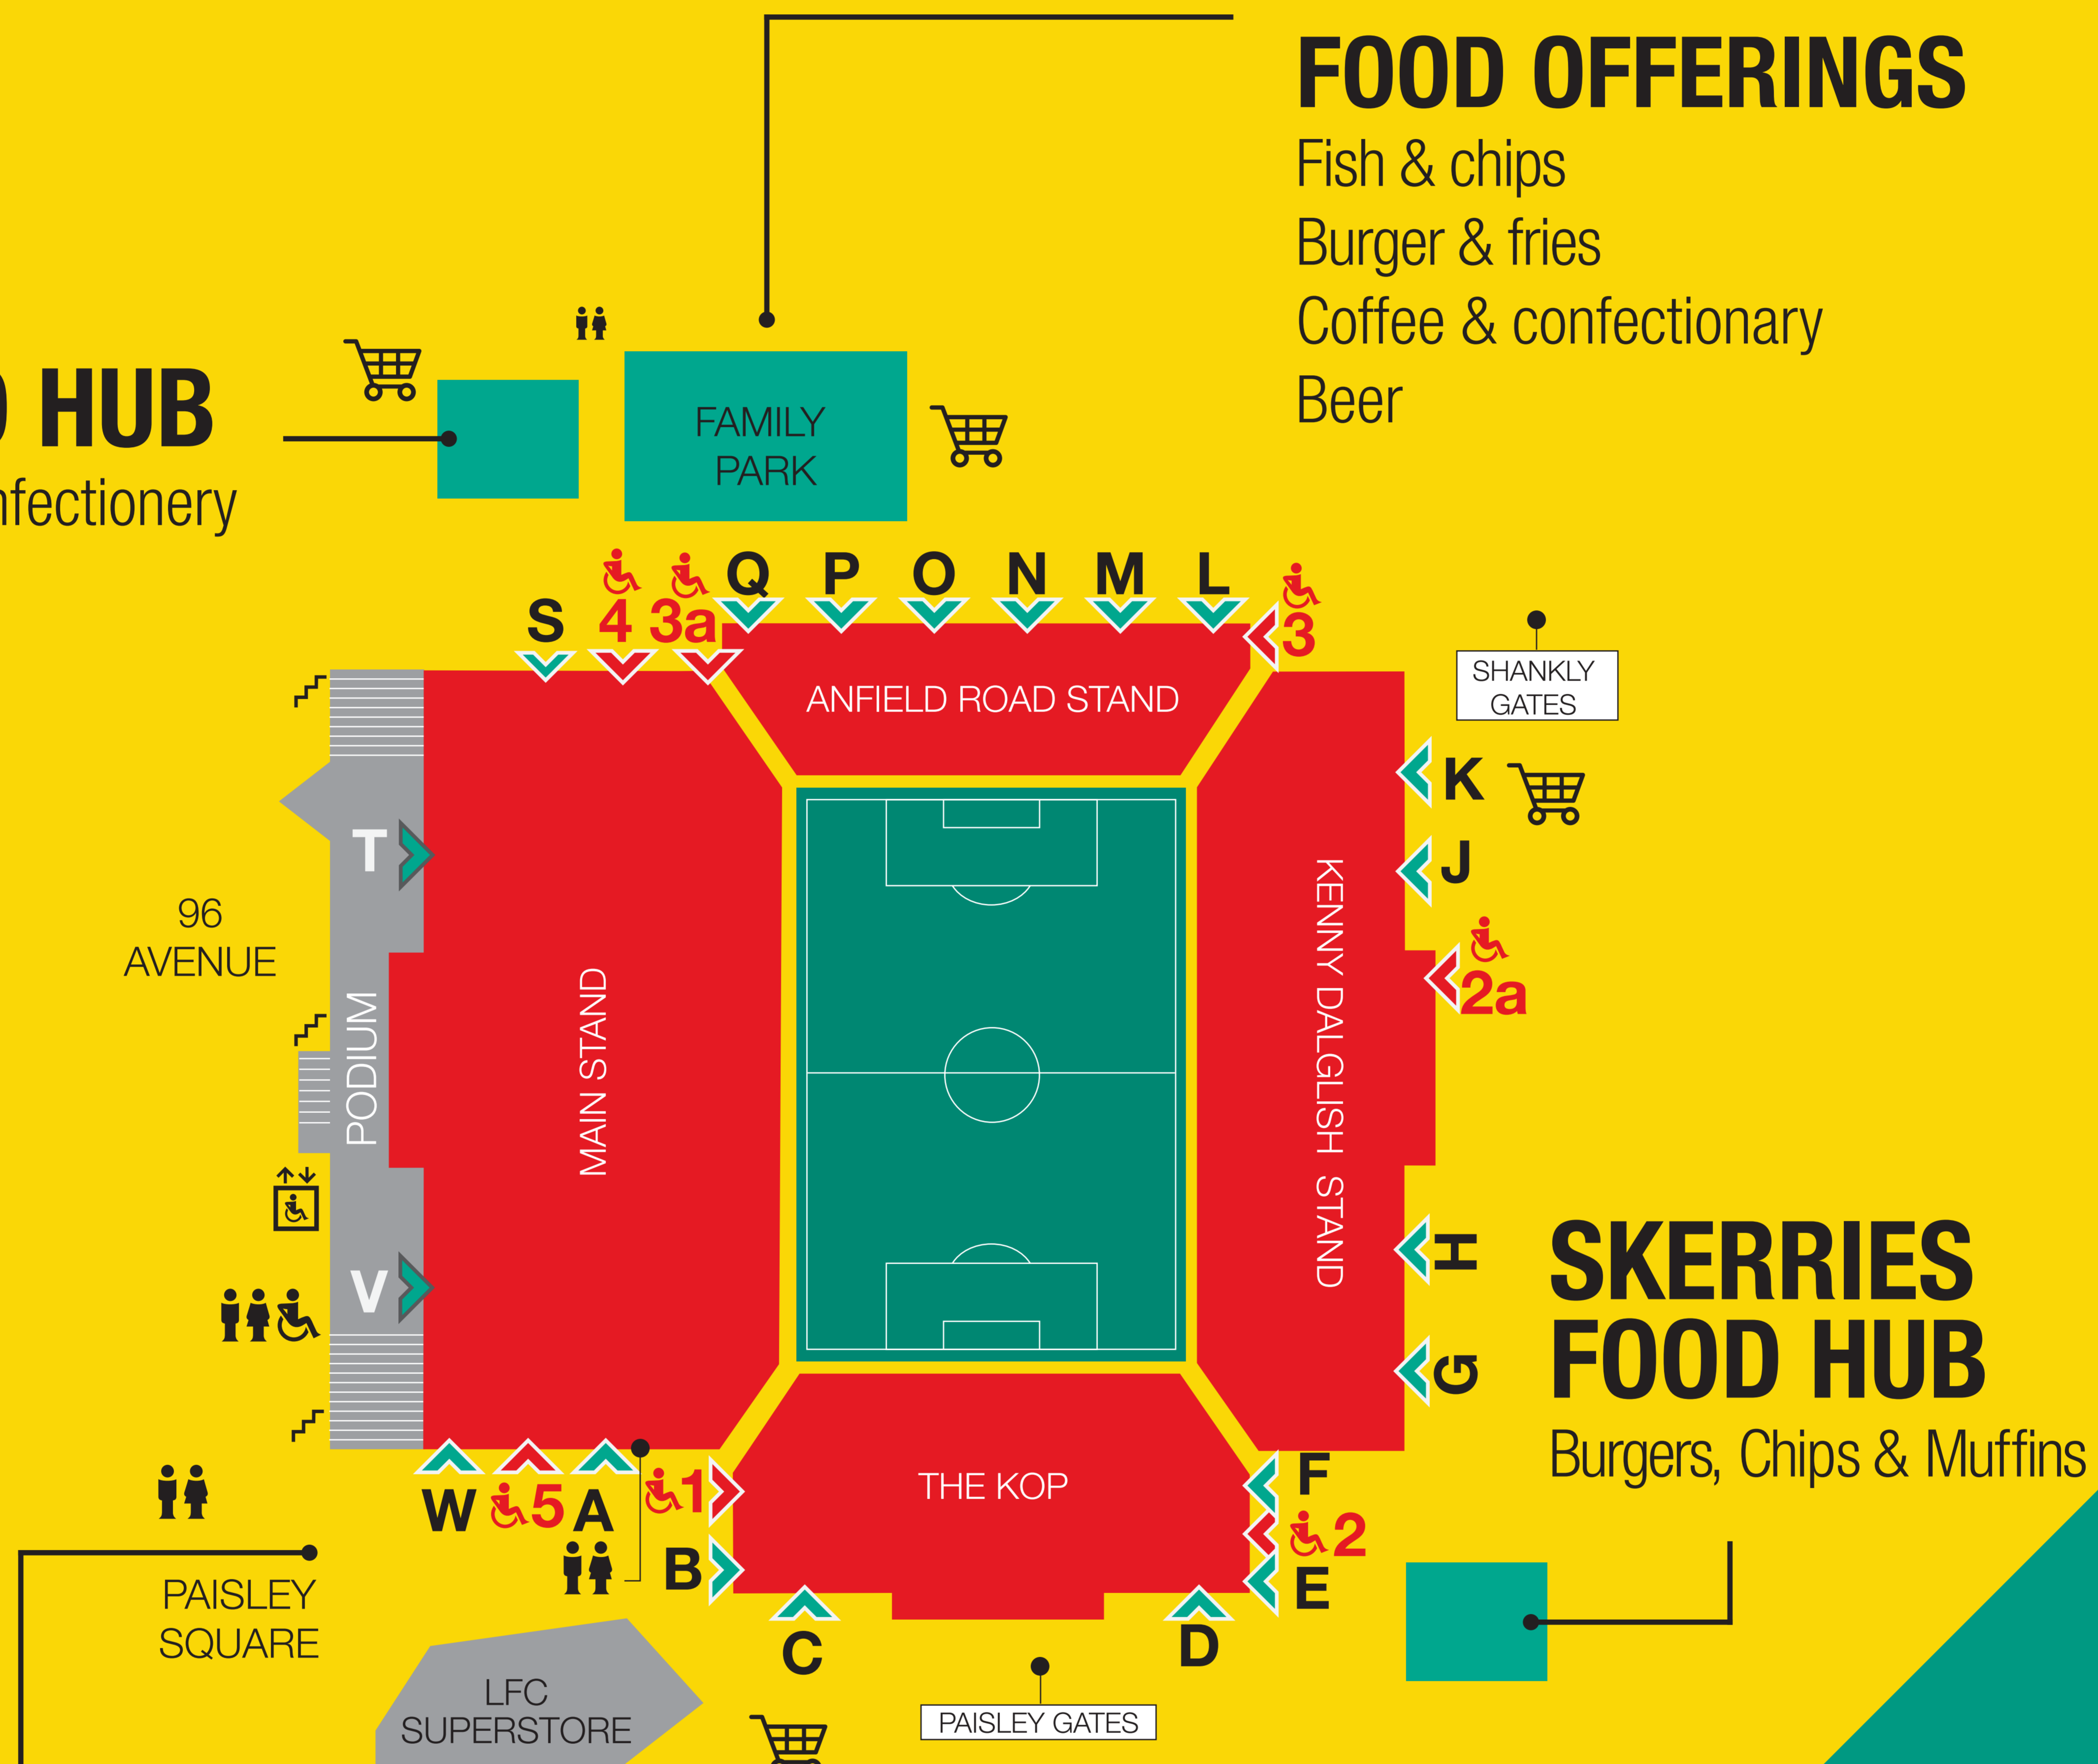 FOOD OFFERINGS
Fish & chips
Burger & fries
Coffee & confectionary
Beer
HUB
nfectionery
FAMILY
PARK
S
4
3a
Q
P
O
N
M
L
3
ANFIELD ROAD STAND
SHANKLY
GATES
K
T
J
96
AVENUE
2a
PODIUM
MAIN STAND
KENNY DALGLISH STAND
V
H
G
SKERRIES
FOOD HUB
Burgers, Chips & Muffins
W
5
A
1
B
THE KOP
F
2
E
C
D
PAISLEY
SQUARE
LFC
SUPERSTORE
PAISLEY GATES